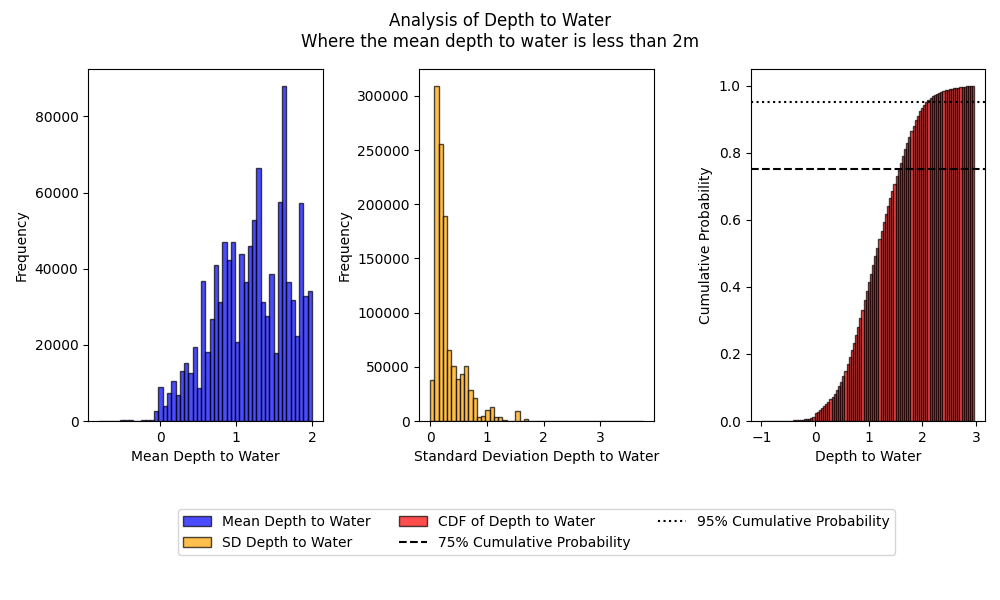 Analysis of Depth to Water
Where the mean depth to water is less than 2m
Frequency
80000
60000
40000
20000
0
0 1 2
Mean Depth to Water
Frequency
300000
250000
200000
150000
100000
50000
0
0 1 2 3
Standard Deviation Depth to Water
Cumulative Probability
1.0
0.8
0.6
0.4
0.2
0.0
−1 0 1 2 3
Depth to Water
Mean Depth to Water
SD Depth to Water
CDF of Depth to Water
75% Cumulative Probability
95% Cumulative Probability